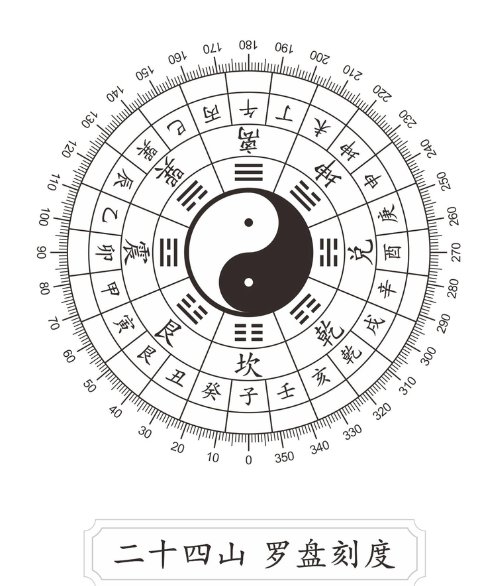 180 190 200 210 220 230 240 250 260 270 280 290 300 310 320 330 340 350 0 10 20 30 40 50 60 70 80 90 100 110 120 130 140 150 160 170
午 丁 未 坤 申 庚 酉 辛 戌 乾 亥 壬 子 癸 丑 艮 寅 甲 卯 乙 辰 巽 巳 丙
离 坤 兑 乾 坎 艮 震 巽
二十四山 罗盘刻度